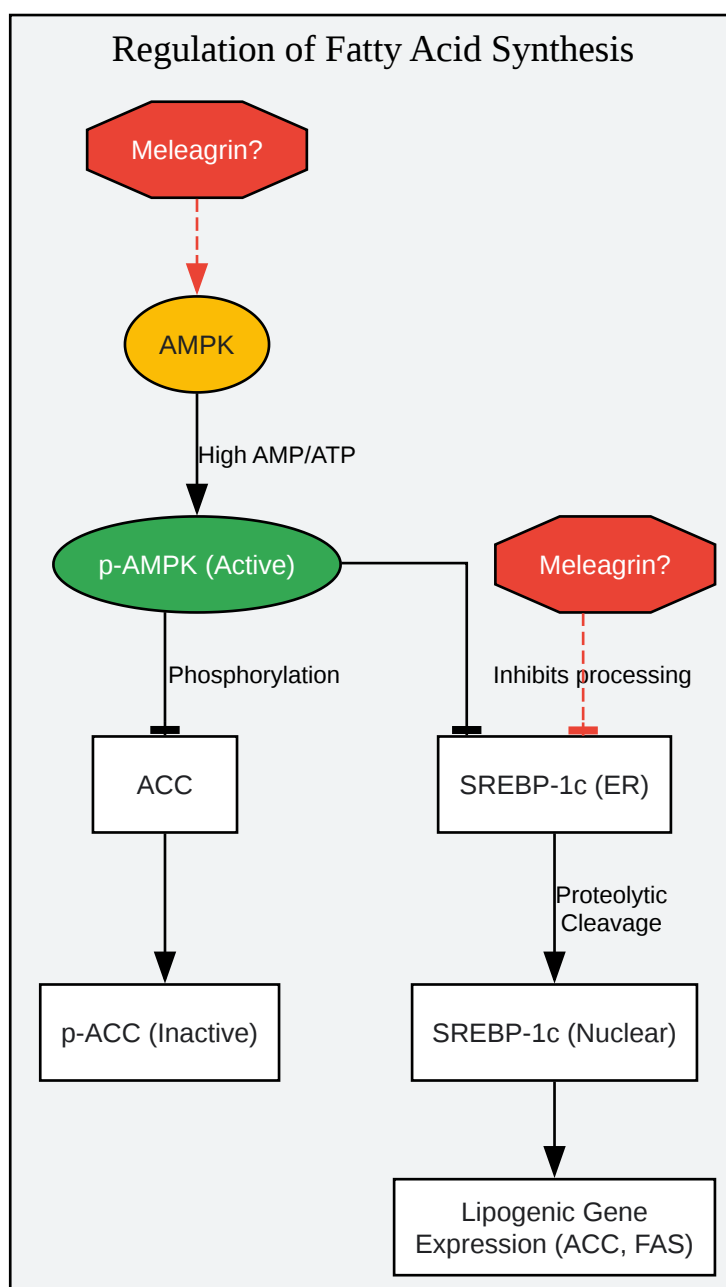 Regulation of Fatty Acid Synthesis
Meleagrin?
AMPK
High AMP/ATP
p-AMPK (Active)
Meleagrin?
Phosphorylation
Inhibits processing
ACC
SREBP-1c (ER)
Proteolytic
Cleavage
p-ACC (Inactive)
SREBP-1c (Nuclear)
Lipogenic Gene
Expression (ACC, FAS)